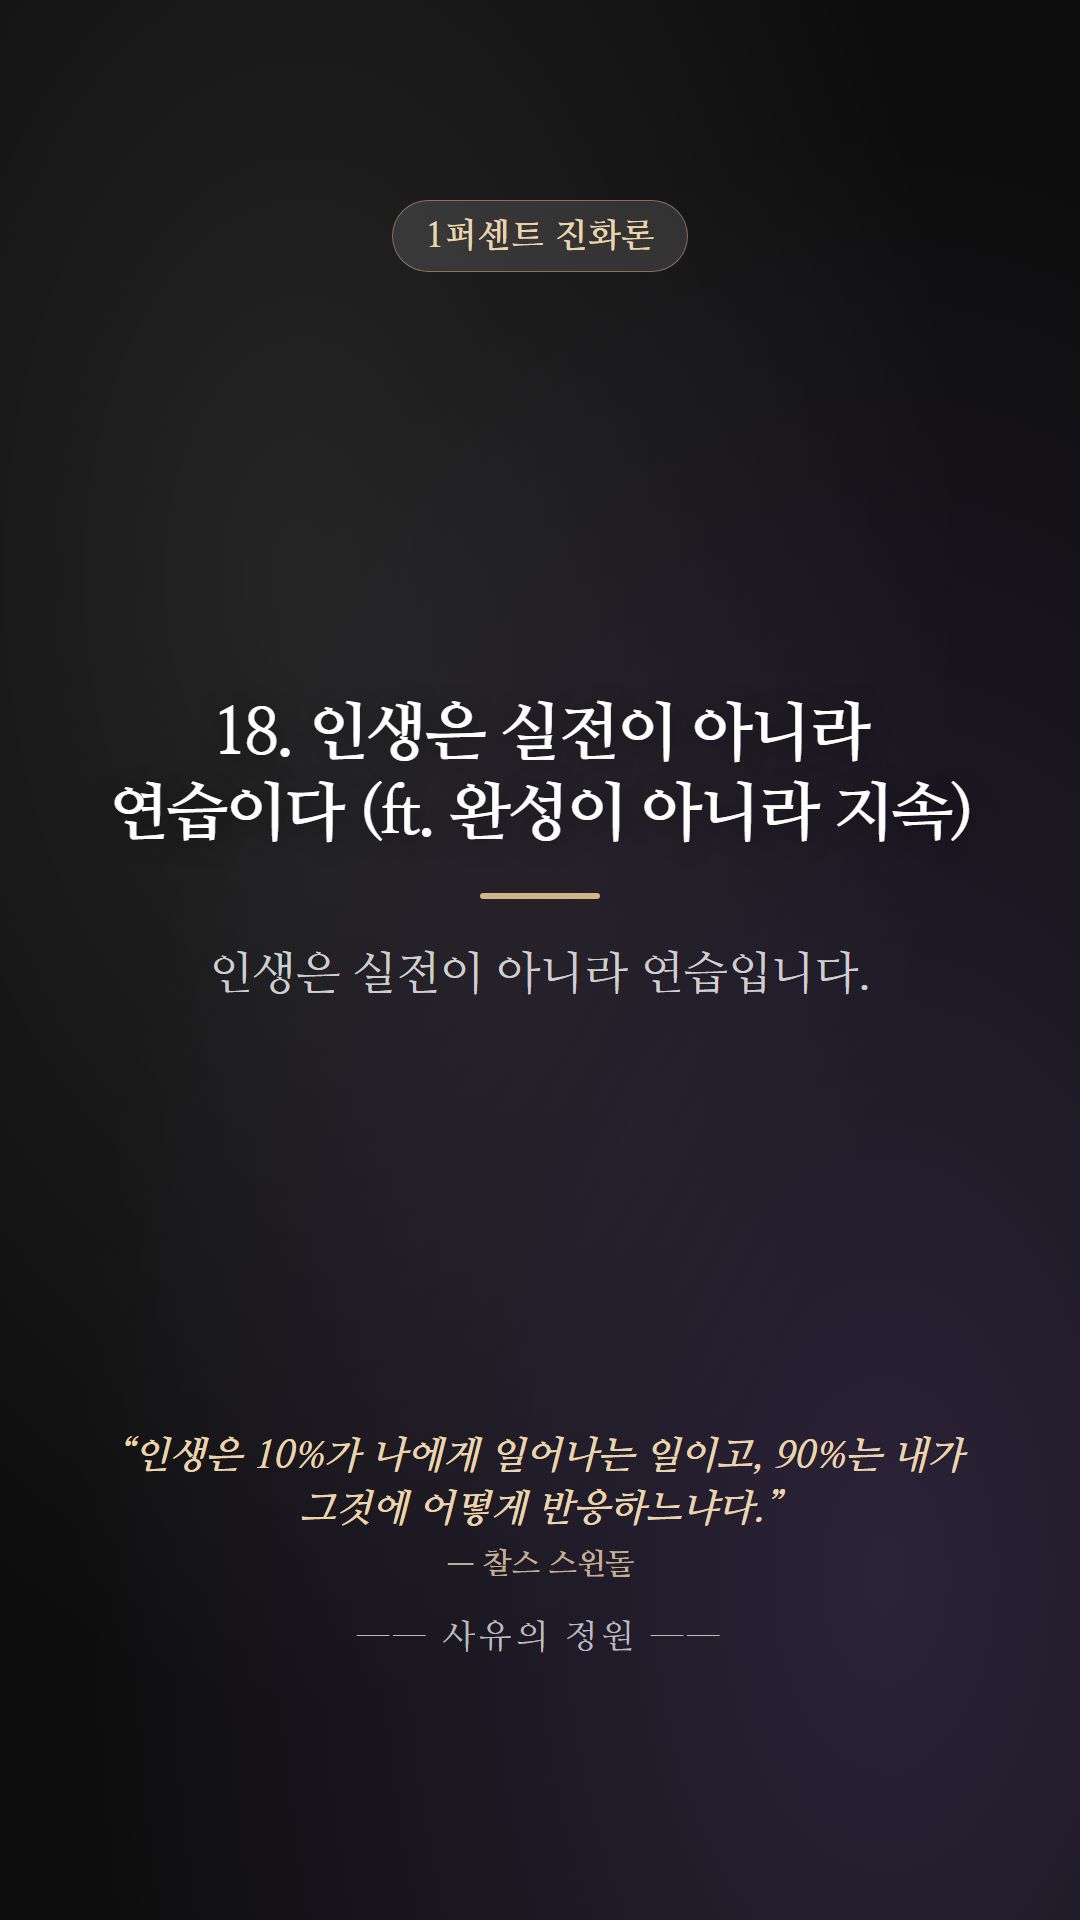 1퍼센트 진화론
18. 인생은 실전이 아니라
연습이다 (ft. 완성이 아니라 지속)
인생은 실전이 아니라 연습입니다.
“인생은 10%가 나에게 일어나는 일이고, 90%는 내가
그것에 어떻게 반응하느냐다.”
— 찰스 스윈돌
—— 사유의 정원 ——